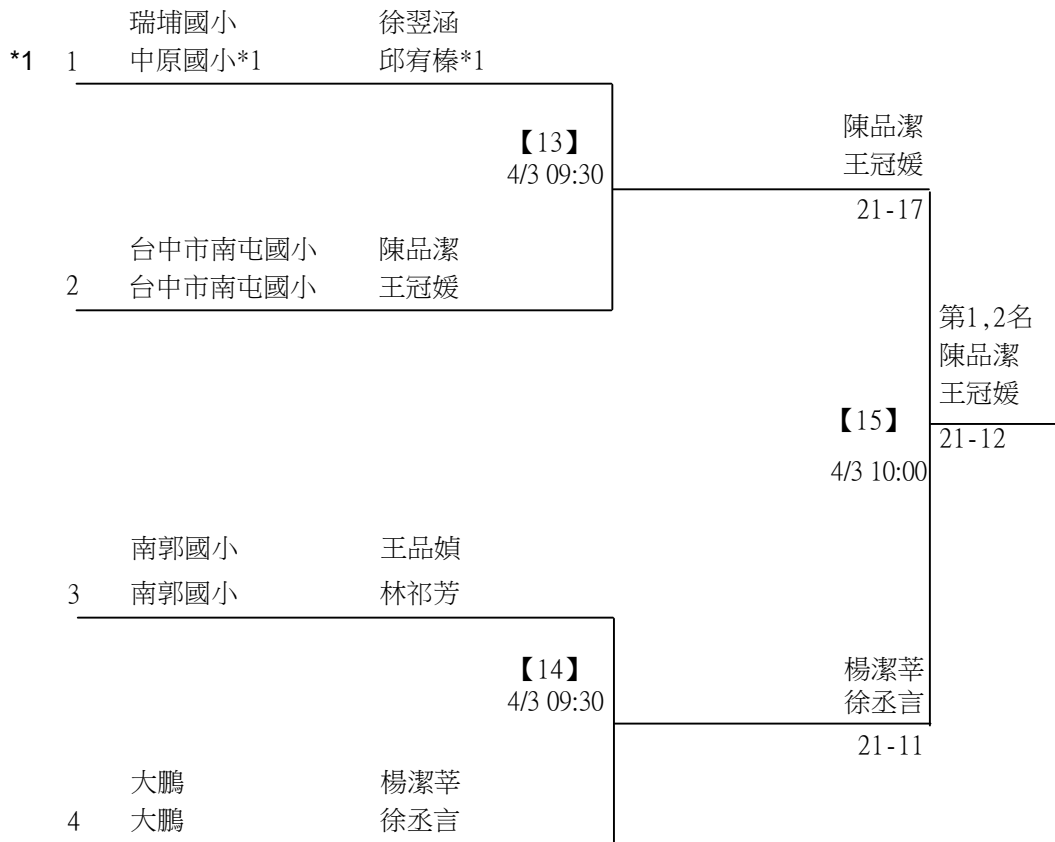 瑞埔國小 徐翌涵
*1 1 中原國小*1 邱宥榛*1
【13】
4/3 09:30
陳品潔
王冠媛
21-17
台中市南屯國小 陳品潔
2 台中市南屯國小 王冠媛
第1,2名
陳品潔
王冠媛
【15】
21-12
4/3 10:00
南郭國小 王品媜
3 南郭國小 林祁芳
【14】
4/3 09:30
楊潔莘
徐丞言
21-11
大鵬 楊潔莘
4 大鵬 徐丞言